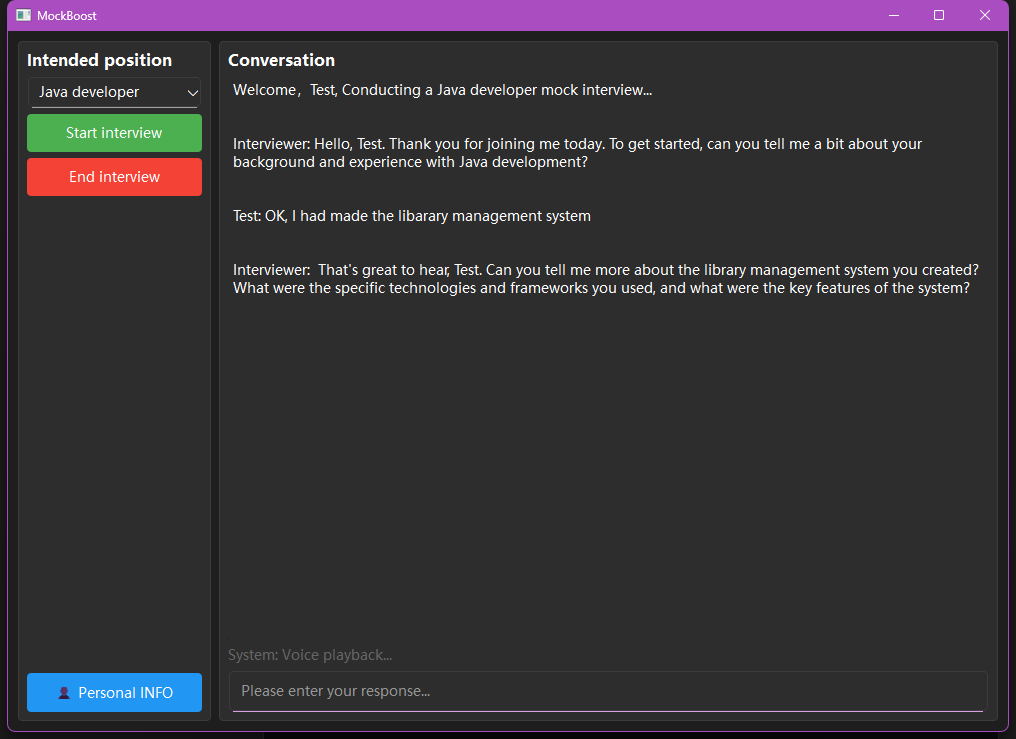 MockBoost
Intended position
Java developer
Start interview
End interview
Personal INFO
Conversation
Welcome，Test, Conducting a Java developer mock interview...
Interviewer: Hello, Test. Thank you for joining me today. To get started, can you tell me a bit about your
background and experience with Java development?
Test: OK, I had made the libarary management system
Interviewer:  That's great to hear, Test. Can you tell me more about the library management system you created?
What were the specific technologies and frameworks you used, and what were the key features of the system?
System: Voice playback...
Please enter your response...